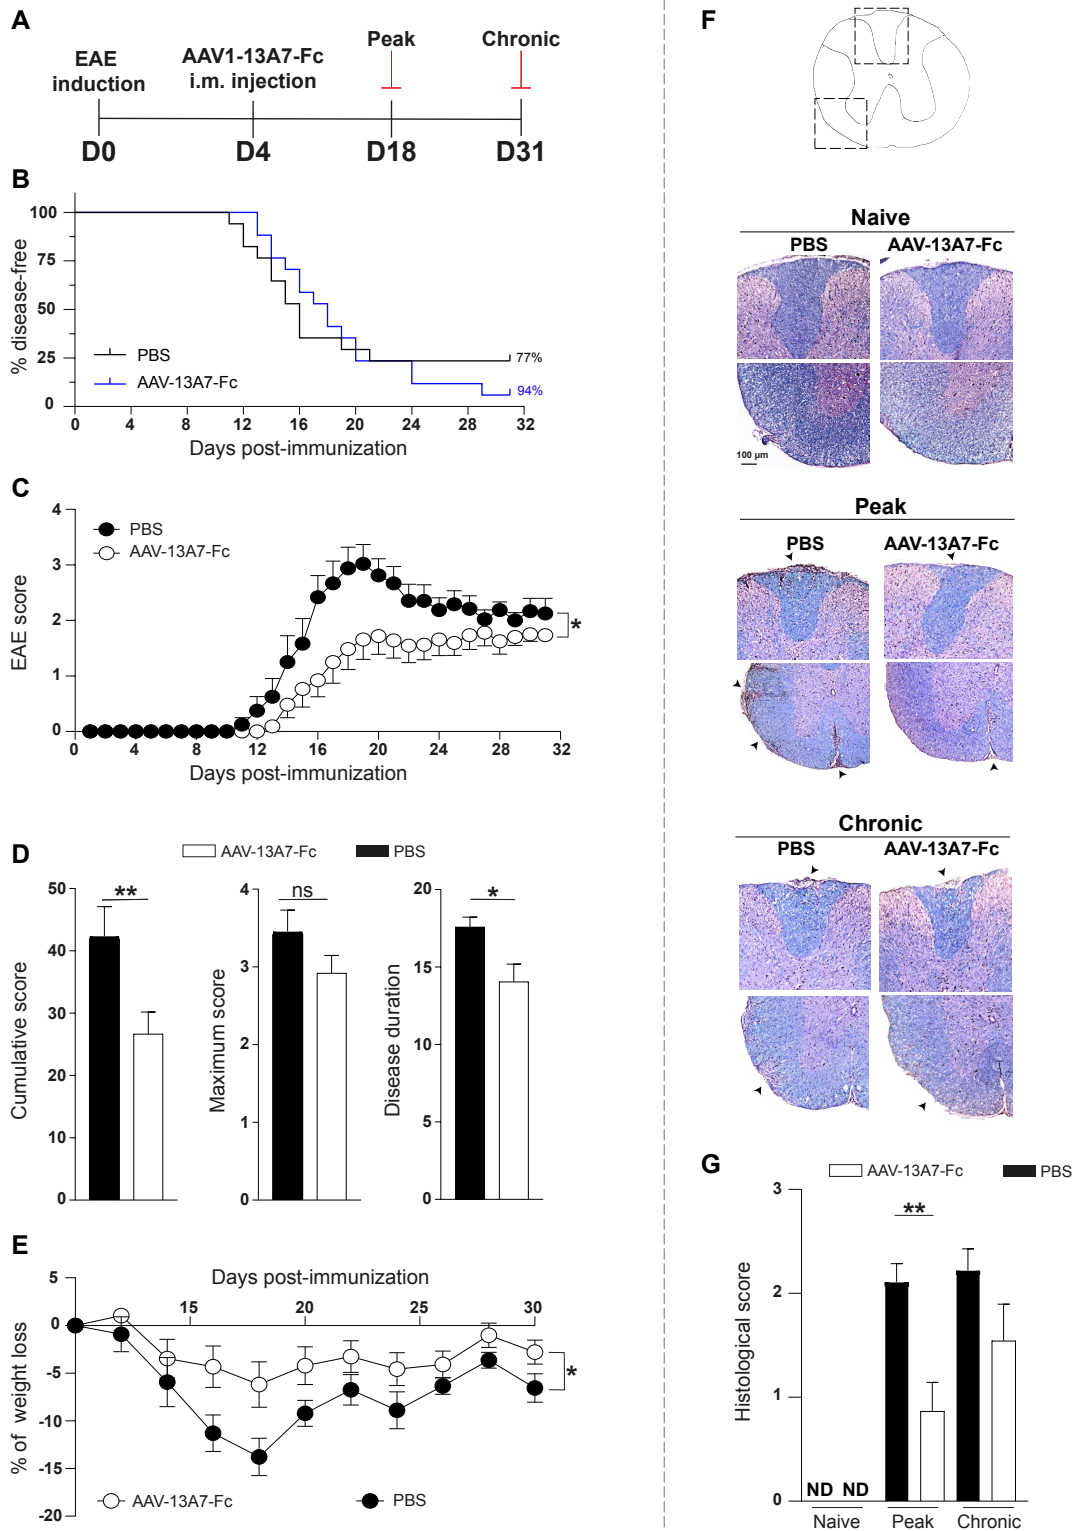 A
EAE
induction
AAV1-13A7-Fc
i.m. injection
Peak
Chronic
D0
D4
D18
D31
B
% disease-free
100
75
50
25
0
PBS
AAV-13A7-Fc
77%
94%
0 4 8 12 16 20 24 28 32
Days post-immunization
C
EAE score
4
3
2
1
0
PBS
AAV-13A7-Fc
*
0 4 8 12 16 20 24 28 32
Days post-immunization
D
AAV-13A7-Fc PBS
Cumulative score
50
40
30
20
10
0
**
Maximum score
4
3
2
1
0
ns
Disease duration
20
15
10
5
0
*
E
Days post-immunization
% of weight loss
5
0
-5
-10
-15
-20
15 20 25 30
*
AAV-13A7-Fc PBS
F
Naive
PBS AAV-13A7-Fc
100 µm
Peak
PBS AAV-13A7-Fc
Chronic
PBS AAV-13A7-Fc
G
AAV-13A7-Fc PBS
Histological score
3
2
1
0
**
ND ND
Naive Peak Chronic